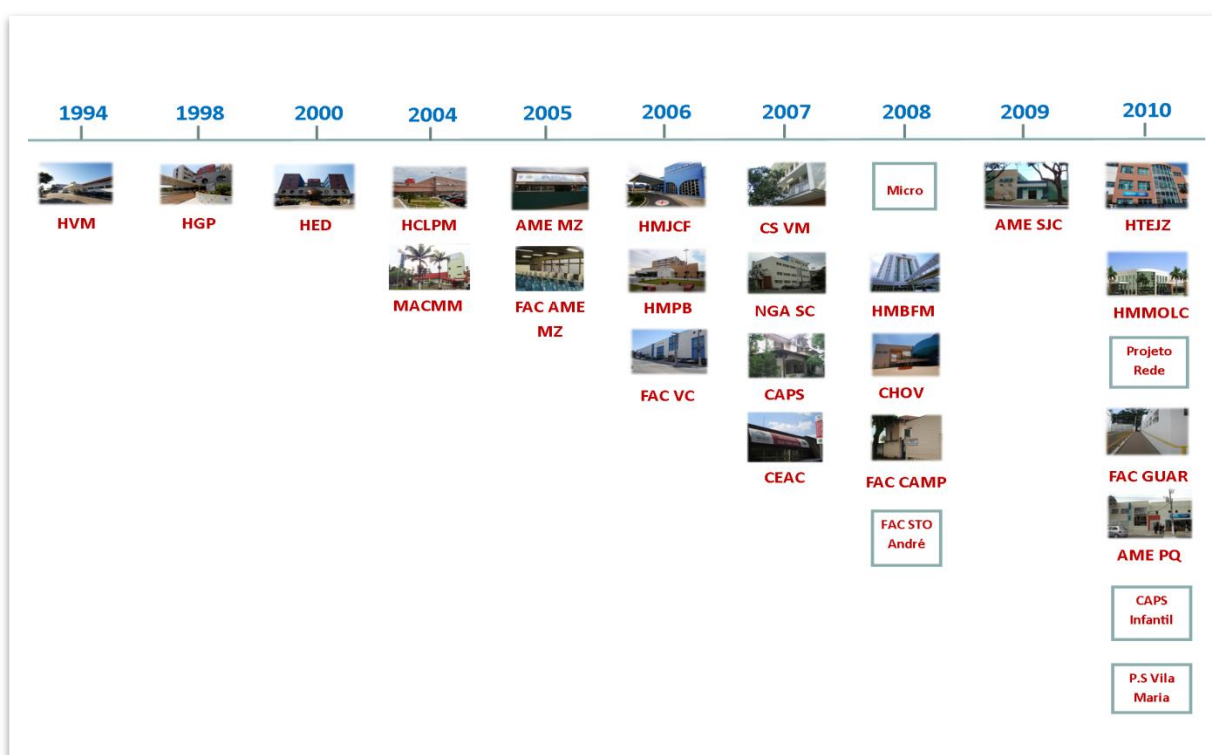 1994 1998 2000 2004 2005 2006 2007 2008 2009 2010
HVM HGP HED HCLPM AME MZ HMJCF CS VM Micro AME SJC HTEJZ
MACMM FAC AME MZ HMPB NGA SC HMBFM HMMOLC
FAC VC CAPS CHOV Projeto Rede
CEAC FAC CAMP FAC GUAR
FAC STO André AME PQ
CAPS Infantil
P.S Vila Maria